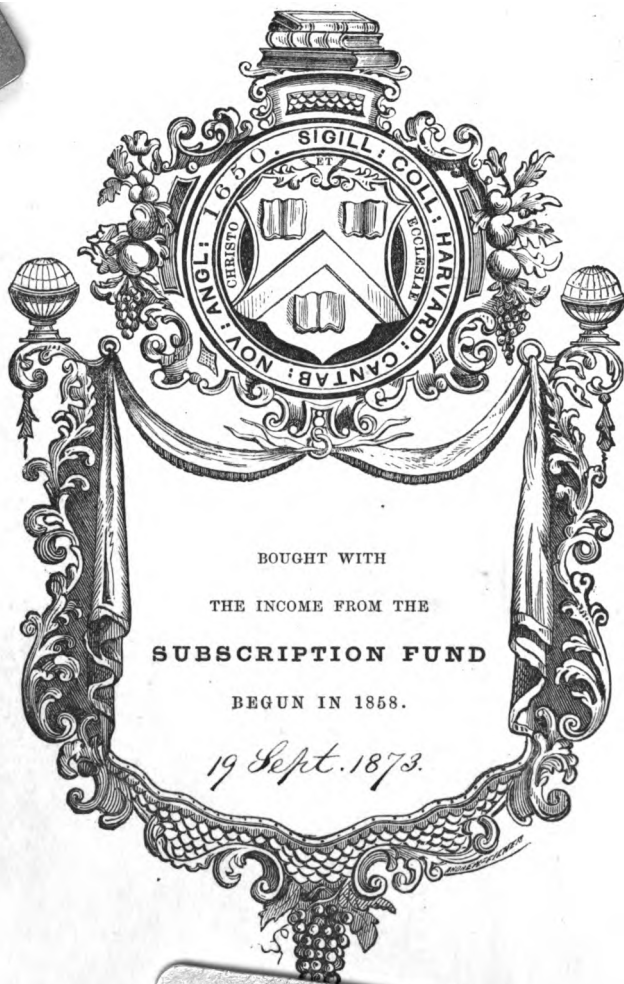 SIGILL : COLL : HARVARD : CANTAB : NOV : ANGL : 1650.
ET
CHRISTO
ECCLESIAE
BOUGHT WITH
THE INCOME FROM THE
SUBSCRIPTION FUND
BEGUN IN 1858.
19 Sept. 1873.